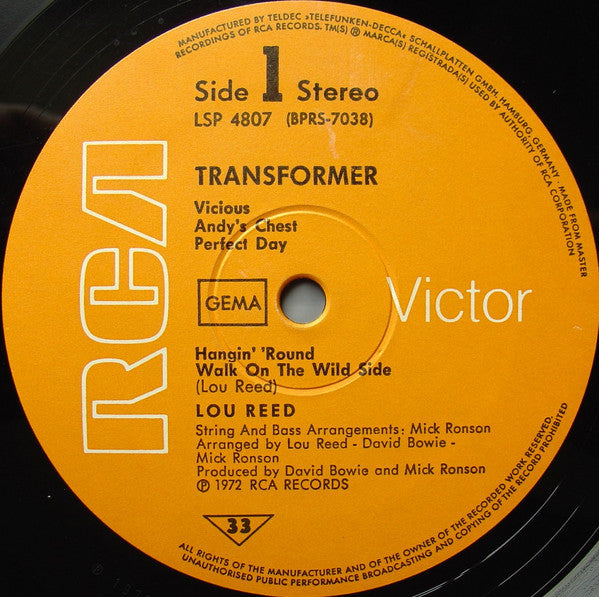 MANUFACTURED BY TELDEC »TELEFUNKEN-DECCA« SCHALLPLATTEN GMBH, HAMBURG, GERMANY · MADE FROM MASTER
RECORDINGS OF RCA RECORDS. TM(S) ® MARCA(S) REGISTRADA(S) USED BY AUTHORITY OF RCA CORPORATION
Side 1 Stereo
LSP 4807 (BPRS-7038)
RCA
TRANSFORMER
Vicious
Andy's Chest
Perfect Day
GEMA
Victor
Hangin' 'Round
Walk On The Wild Side
(Lou Reed)
LOU REED
String And Bass Arrangements: Mick Ronson
Arranged by Lou Reed - David Bowie -
Mick Ronson
Produced by David Bowie and Mick Ronson
℗ 1972 RCA RECORDS
33
ALL RIGHTS OF THE MANUFACTURER AND OF THE OWNER OF THE RECORDED WORK RESERVED.
UNAUTHORISED PUBLIC PERFORMANCE BROADCASTING AND COPYING OF THE RECORD PROHIBITED